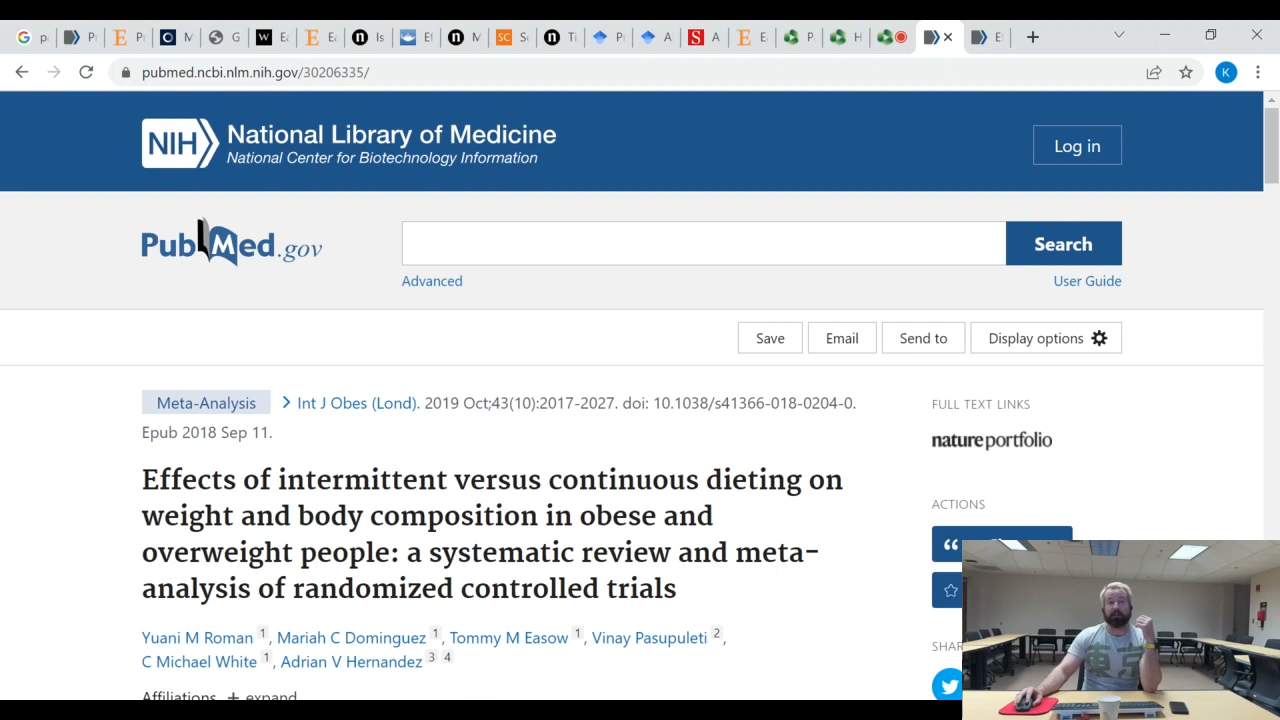 pubmed.ncbi.nlm.nih.gov/30206335/
K
NIH National Library of Medicine
National Center for Biotechnology Information
Log in
PubMed.gov
Search
Advanced
User Guide
Save
Email
Send to
Display options
Meta-Analysis
Int J Obes (Lond). 2019 Oct;43(10):2017-2027. doi: 10.1038/s41366-018-0204-0.
Epub 2018 Sep 11.
Effects of intermittent versus continuous dieting on
weight and body composition in obese and
overweight people: a systematic review and meta-
analysis of randomized controlled trials
Yuani M Roman 1, Mariah C Dominguez 1, Tommy M Easow 1, Vinay Pasupuleti 2,
C Michael White 1, Adrian V Hernandez 3 4
Affiliations + expand
FULL TEXT LINKS
nature portfolio
ACTIONS
SHAR